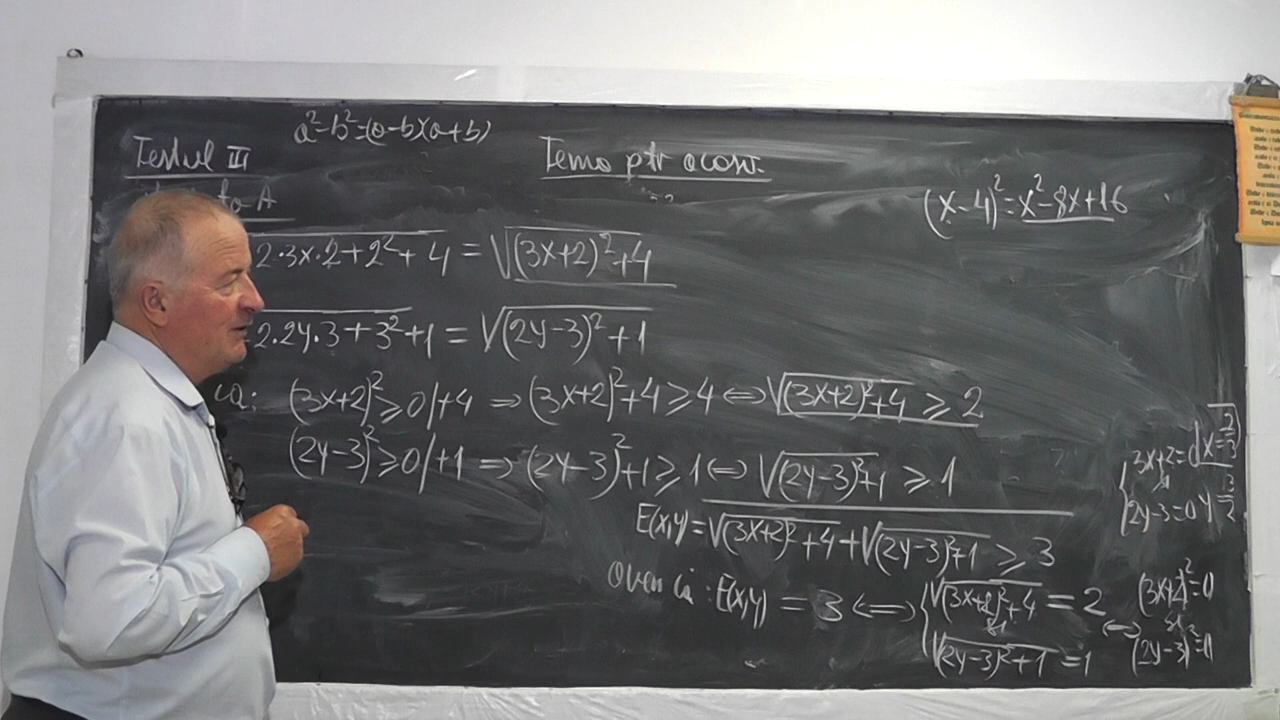 a²-b²=(a-b)(a+b)
Testul III
Tema ptr acasă.
A
(x-4)²=x²-8x+16
2·3x·2+2²+4 = √(3x+2)²+4
2·2y·3+3²+1 = √(2y-3)²+1
că: (3x+2)²≥0/+4 ⇒ (3x+2)²+4≥4 ⇔ √(3x+2)²+4 ≥ 2
(2y-3)²≥0/+1 ⇒ (2y-3)²+1≥1 ⇔ √(2y-3)²+1 ≥ 1
3x+2=0
și
2y-3=0
E(x,y)=√(3x+2)²+4+√(2y-3)²+1 ≥ 3
Avem că: E(x,y) = 3 ⇔ {√(3x+2)²+4 = 2
și
√(2y-3)²+1 = 1
⇔
(3x+2)²=0
și
(2y-3)²=0